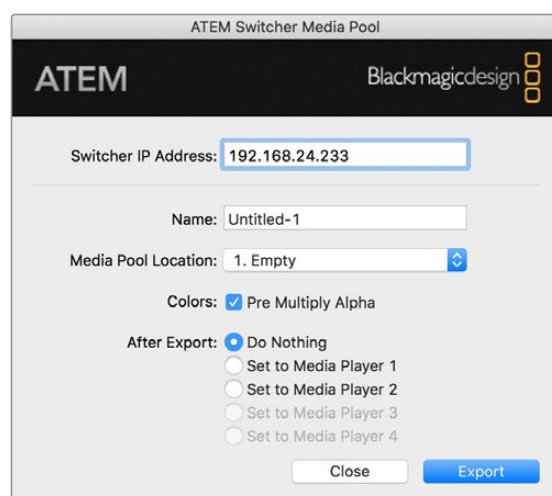 ATEM Switcher Media Pool
ATEM
Blackmagicdesign
Switcher IP Address: 192.168.24.233
Name: Untitled-1
Media Pool Location: 1. Empty
Colors: Pre Multiply Alpha
After Export: Do Nothing
Set to Media Player 1
Set to Media Player 2
Set to Media Player 3
Set to Media Player 4
Close Export